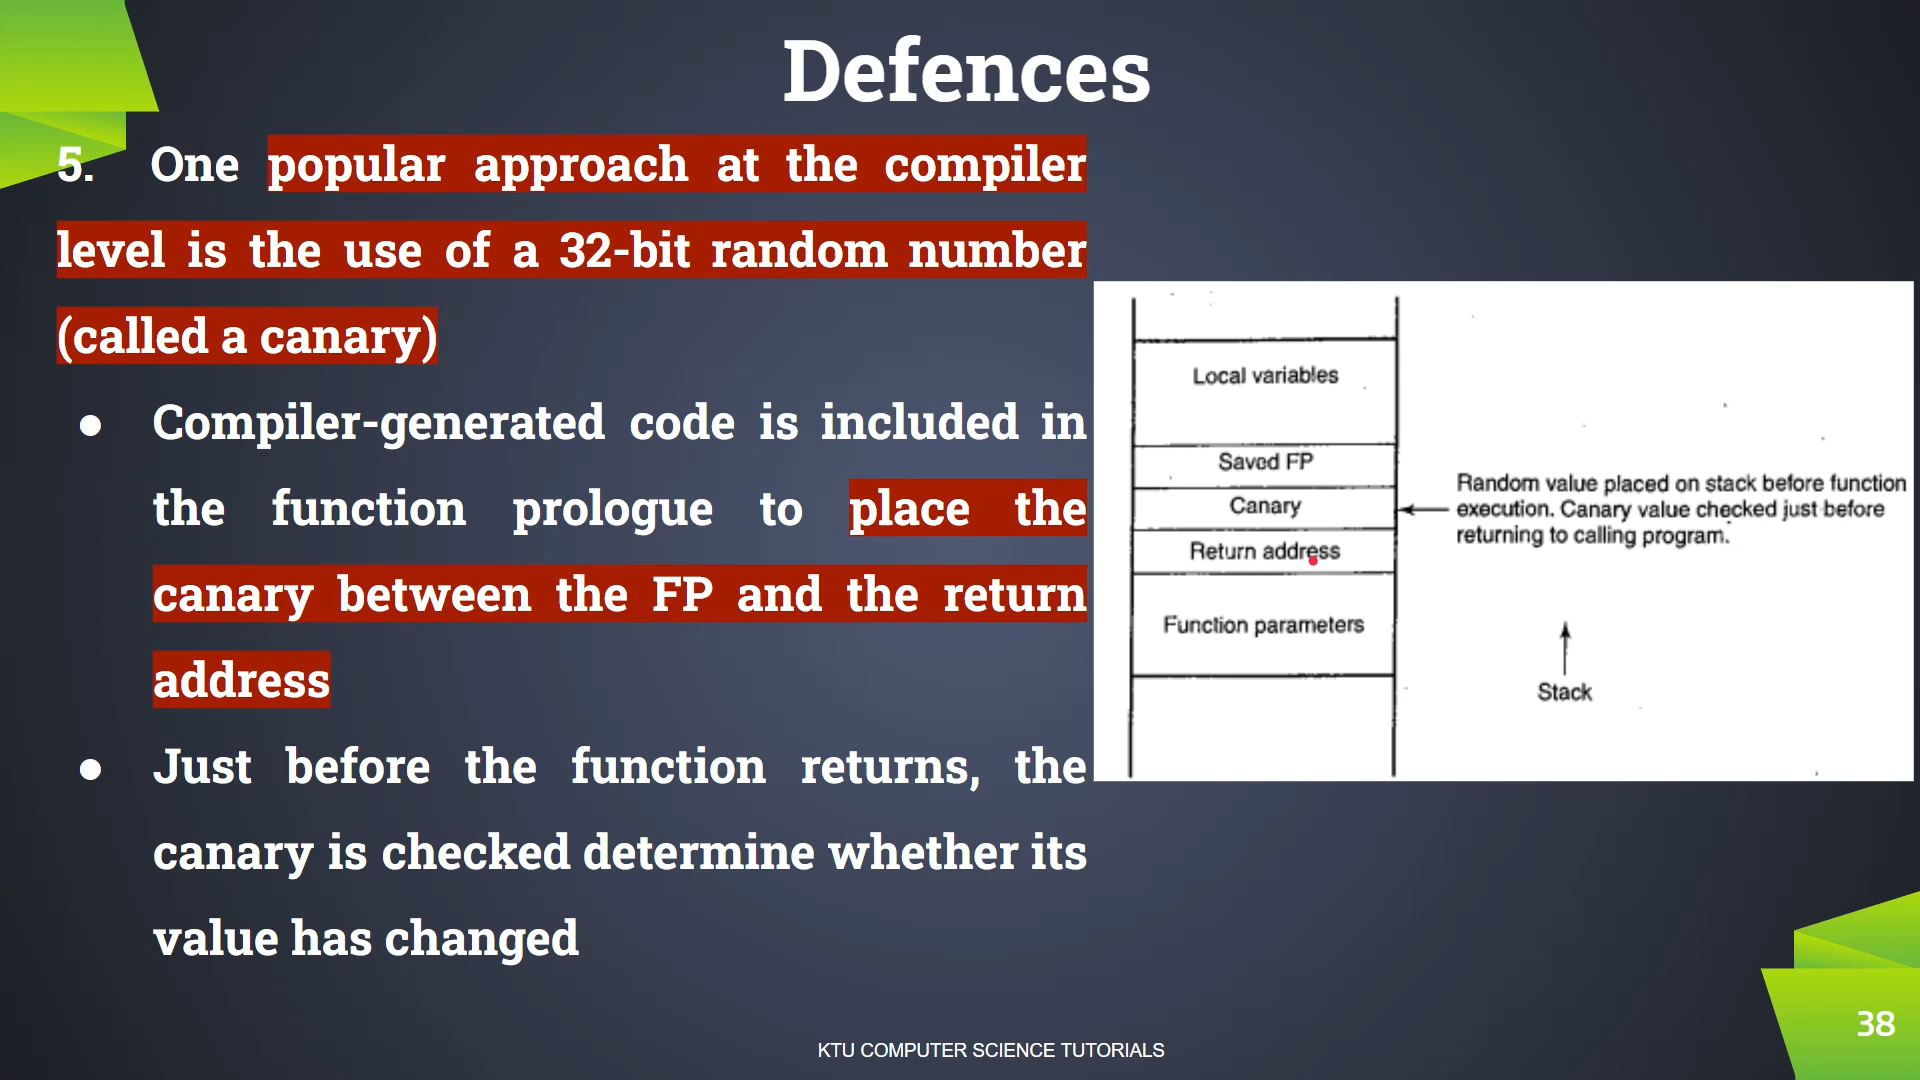 Defences
5. One popular approach at the compiler
level is the use of a 32-bit random number
(called a canary)
● Compiler-generated code is included in
the function prologue to place the
canary between the FP and the return
address
● Just before the function returns, the
canary is checked determine whether its
value has changed
Local variables
Saved FP
Canary
Return address
Function parameters
Random value placed on stack before function
execution. Canary value checked just before
returning to calling program.
Stack
KTU COMPUTER SCIENCE TUTORIALS
38